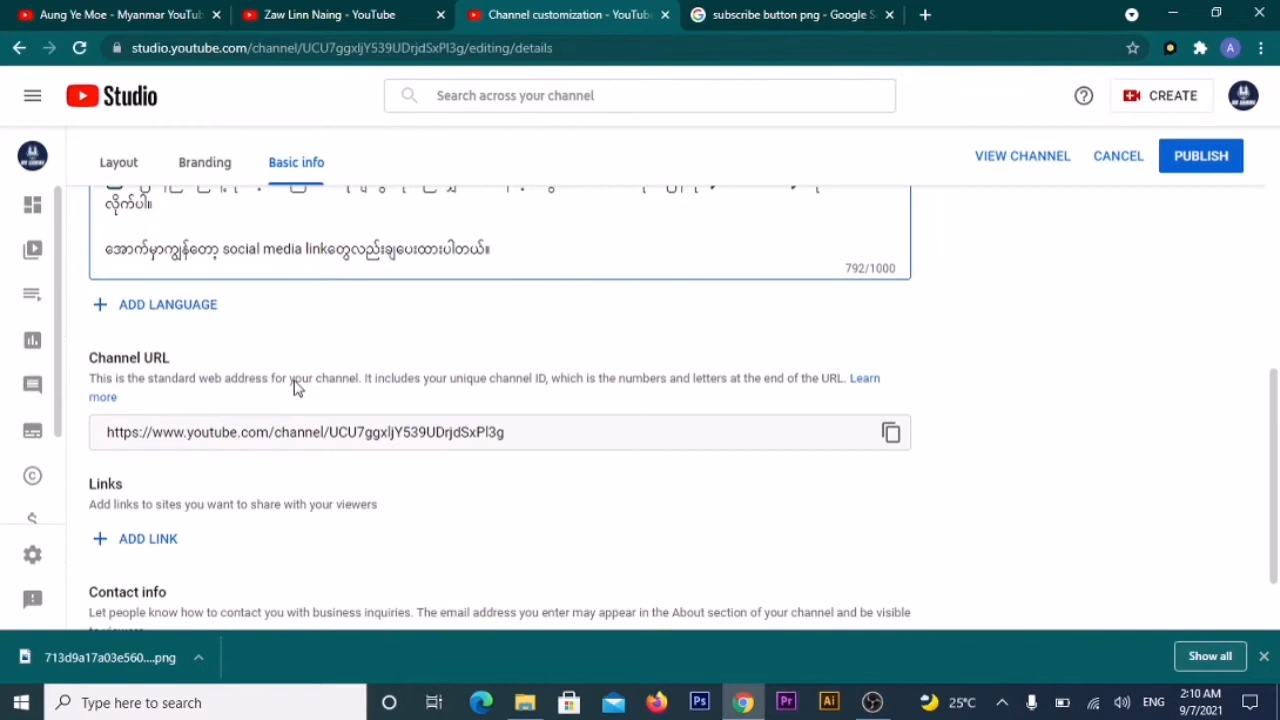 Aung Ye Moe - Myanmar YouTub
Zaw Linn Naing - YouTube
Channel customization - YouTube
subscribe button png - Google S
studio.youtube.com/channel/UCU7ggxljY539UDrjdSxPl3g/editing/details
A
Studio
Search across your channel
CREATE
Layout
Branding
Basic info
VIEW CHANNEL
CANCEL
PUBLISH
လိုက်ပါ။
အောက်မှာကျွန်တော့ social media linkတွေလည်းချပေးထားပါတယ်။
792/1000
ADD LANGUAGE
Channel URL
This is the standard web address for your channel. It includes your unique channel ID, which is the numbers and letters at the end of the URL. Learn
more
https://www.youtube.com/channel/UCU7ggxljY539UDrjdSxPl3g
Links
Add links to sites you want to share with your viewers
ADD LINK
Contact info
Let people know how to contact you with business inquiries. The email address you enter may appear in the About section of your channel and be visible
to viewers
713d9a17a03e560....png
Show all
Type here to search
Ps
Pr
Ai
25°C
ENG
2:10 AM
9/7/2021